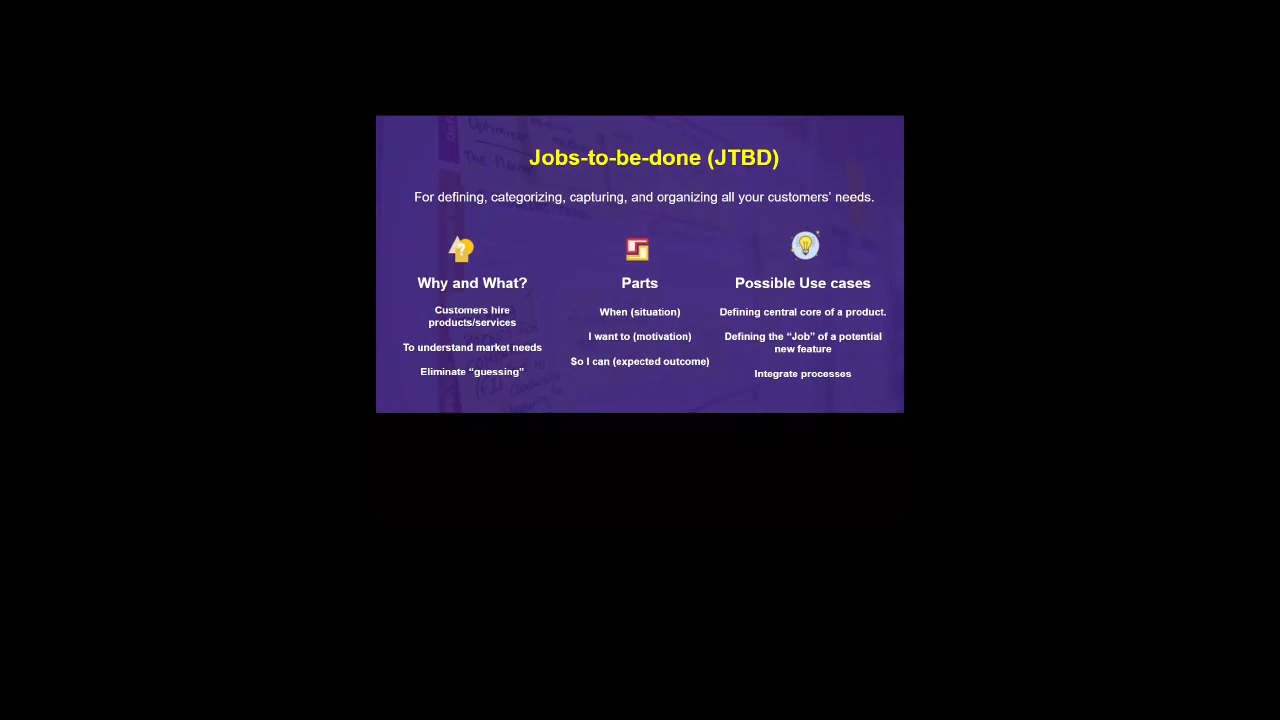 Jobs-to-be-done (JTBD)
For defining, categorizing, capturing, and organizing all your customers’ needs.
?
Why and What?
Customers hire
products/services
To understand market needs
Eliminate “guessing”
Parts
When (situation)
I want to (motivation)
So I can (expected outcome)
Possible Use cases
Defining central core of a product.
Defining the “Job” of a potential
new feature
Integrate processes